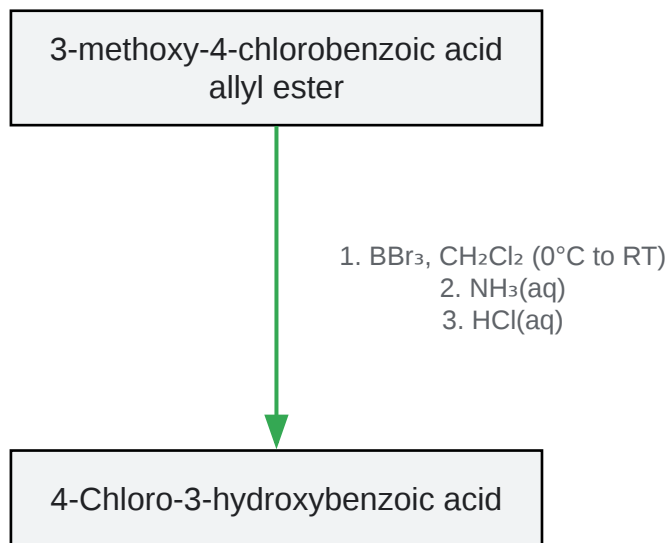 3-methoxy-4-chlorobenzoic acid
allyl ester
1. BBr₃, CH₂Cl₂ (0°C to RT)
2. NH₃(aq)
3. HCl(aq)
4-Chloro-3-hydroxybenzoic acid